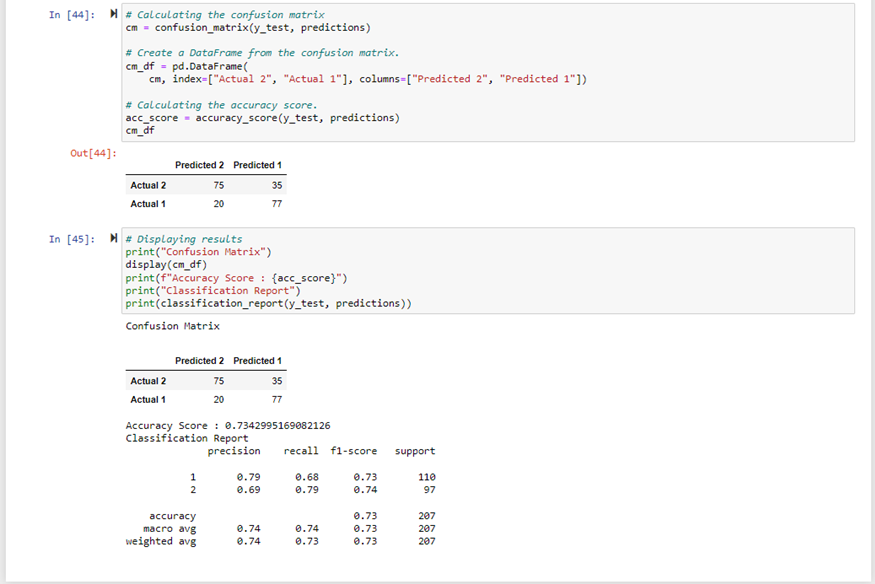 In [44]:
# Calculating the confusion matrix
cm = confusion_matrix(y_test, predictions)
# Create a DataFrame from the confusion matrix.
cm_df = pd.DataFrame(
cm, index=["Actual 2", "Actual 1"], columns=["Predicted 2", "Predicted 1"])
# Calculating the accuracy score.
acc_score = accuracy_score(y_test, predictions)
cm_df
Out[44]:
Predicted 2 Predicted 1
Actual 2 75 35
Actual 1 20 77
In [45]:
# Displaying results
print("Confusion Matrix")
display(cm_df)
print(f"Accuracy Score : {acc_score}")
print("Classification Report")
print(classification_report(y_test, predictions))
Confusion Matrix
Predicted 2 Predicted 1
Actual 2 75 35
Actual 1 20 77
Accuracy Score : 0.7342995169082126
Classification Report
precision recall f1-score support
1 0.79 0.68 0.73 110
2 0.69 0.79 0.74 97
accuracy 0.73 207
macro avg 0.74 0.74 0.73 207
weighted avg 0.74 0.73 0.73 207